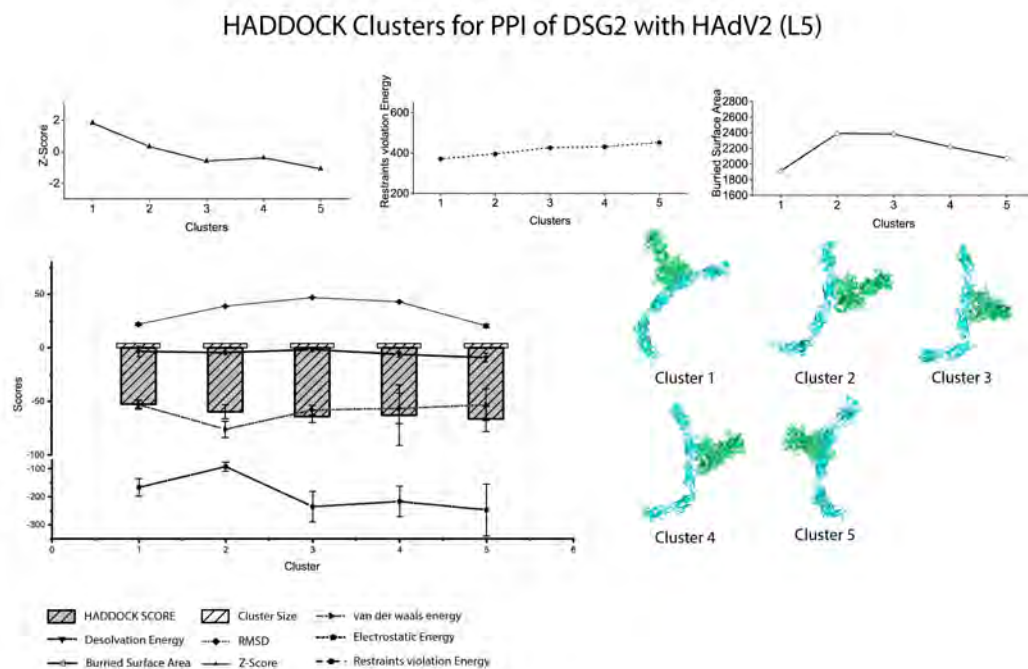 HADDOCK Clusters for PPI of DSG2 with HAdV2 (L5)
Z-Score
2
0
-2
1 2 3 4 5
Clusters
Restraints violation Energy
600
400
200
1 2 3 4 5
Clusters
Burried Surface Area
2800
2600
2400
2200
2000
1800
1600
1 2 3 4 5
Clusters
Scores
50
0
-50
-100
-100
-200
-300
0 1 2 3 4 5 6
Cluster
Cluster 1
Cluster 2
Cluster 3
Cluster 4
Cluster 5
HADDOCK SCORE
Cluster Size
van der waals energy
Desolvation Energy
RMSD
Electrostatic Energy
Burried Surface Area
Z-Score
Restraints violation Energy